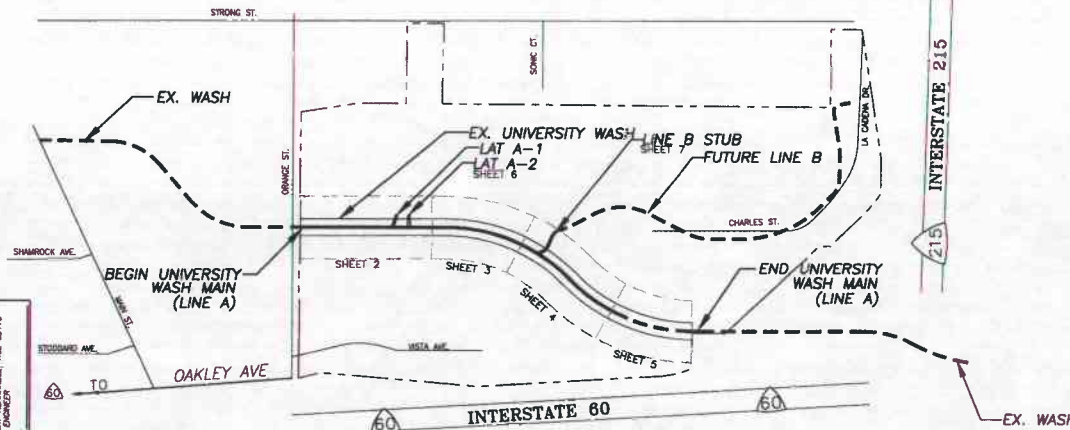 STRONG ST.
SONIC CT.
LA CADENA DR.
INTERSTATE 215
EX. WASH
ORANGE ST.
EX. UNIVERSITY WASH
LAT A-1
LAT A-2
SHEET 6
LINE B STUB
SHEET 7
FUTURE LINE B
CHARLES ST.
215
SHAMROCK AVE.
MAIN ST.
BEGIN UNIVERSITY
WASH MAIN
(LINE A)
SHEET 2
SHEET 3
SHEET 4
SHEET 5
END UNIVERSITY
WASH MAIN
(LINE A)
STODDARD AVE.
VISTA AVE.
60
TO
OAKLEY AVE
INTERSTATE 60
60
60
EX. WASH
ENGINEER